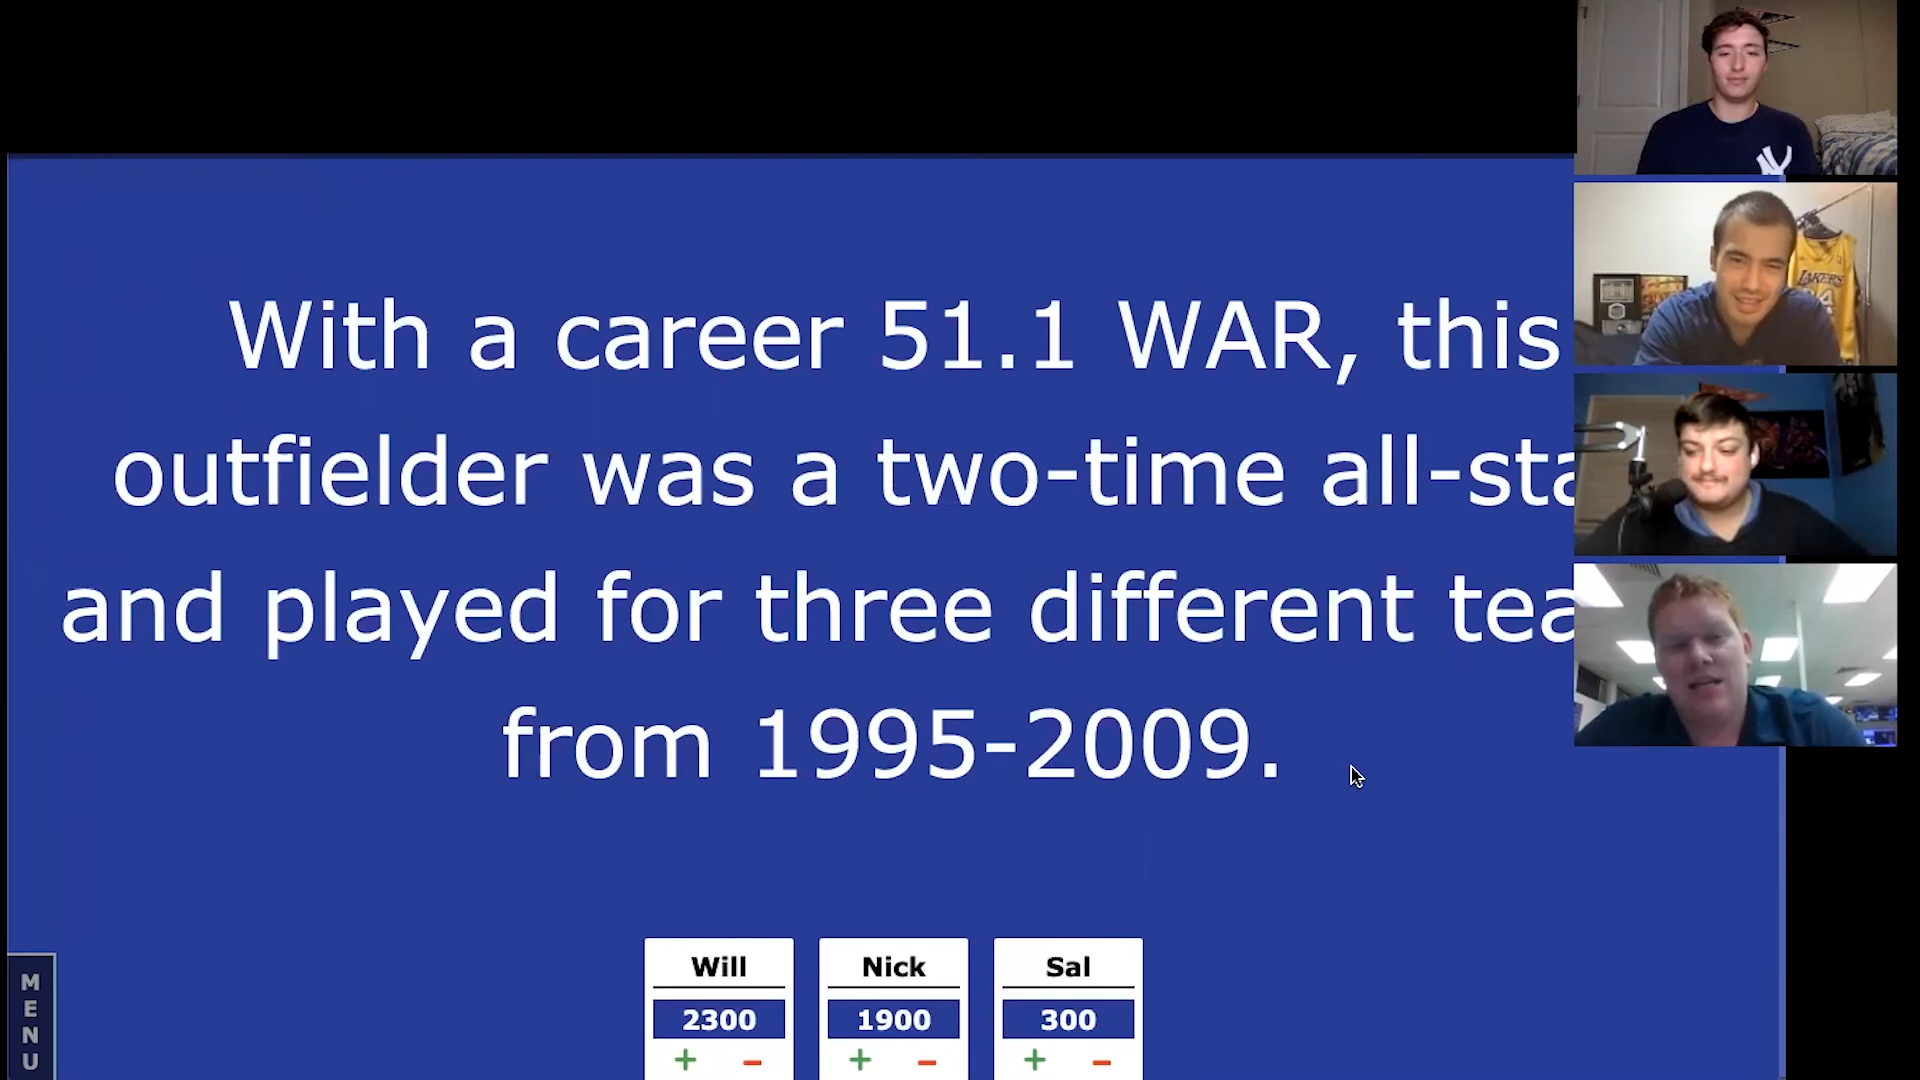 With a career 51.1 WAR, this
outfielder was a two-time all-sta
and played for three different tea
from 1995-2009.
LAKERS
MENU
Will
Nick
Sal
2300
1900
300
+ − + − + −